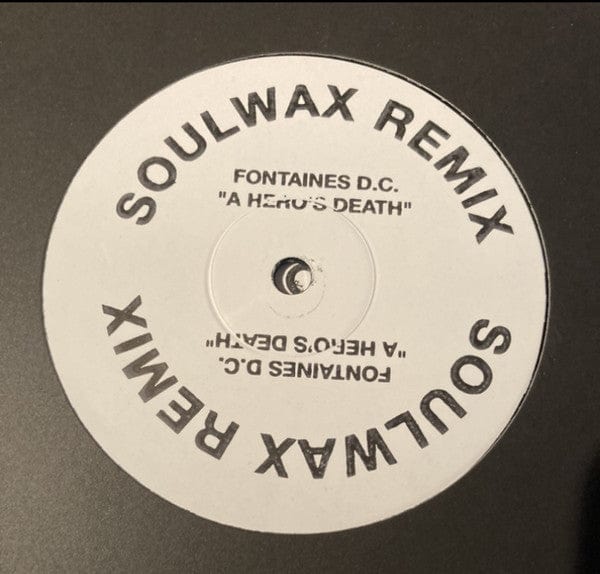 SOULWAX REMIX
FONTAINES D.C.
"A HERO'S DEATH"
"A HERO'S DEATH"
FONTAINES D.C.
SOULWAX REMIX